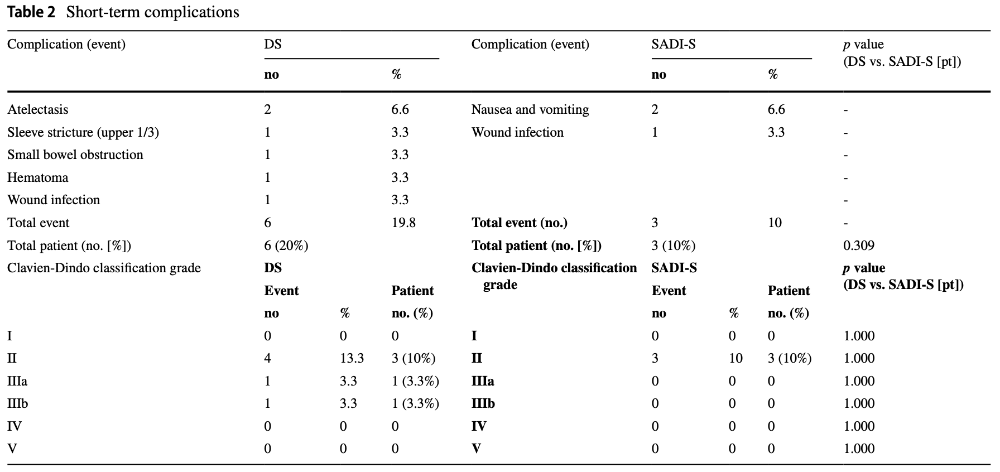 Table 2 Short-term complications
Complication (event) DS Complication (event) SADI-S p value
(DS vs. SADI-S [pt])
no % no %
Atelectasis 2 6.6 Nausea and vomiting 2 6.6 -
Sleeve stricture (upper 1/3) 1 3.3 Wound infection 1 3.3 -
Small bowel obstruction 1 3.3 -
Hematoma 1 3.3 -
Wound infection 1 3.3 -
Total event 6 19.8 Total event (no.) 3 10 -
Total patient (no. [%]) 6 (20%) Total patient (no. [%]) 3 (10%) 0.309
Clavien-Dindo classification grade DS Clavien-Dindo classification SADI-S p value
grade (DS vs. SADI-S [pt])
Event Patient Event Patient
no % no. (%) no % no. (%)
I 0 0 0 I 0 0 0 1.000
II 4 13.3 3 (10%) II 3 10 3 (10%) 1.000
IIIa 1 3.3 1 (3.3%) IIIa 0 0 0 1.000
IIIb 1 3.3 1 (3.3%) IIIb 0 0 0 1.000
IV 0 0 0 IV 0 0 0 1.000
V 0 0 0 V 0 0 0 1.000